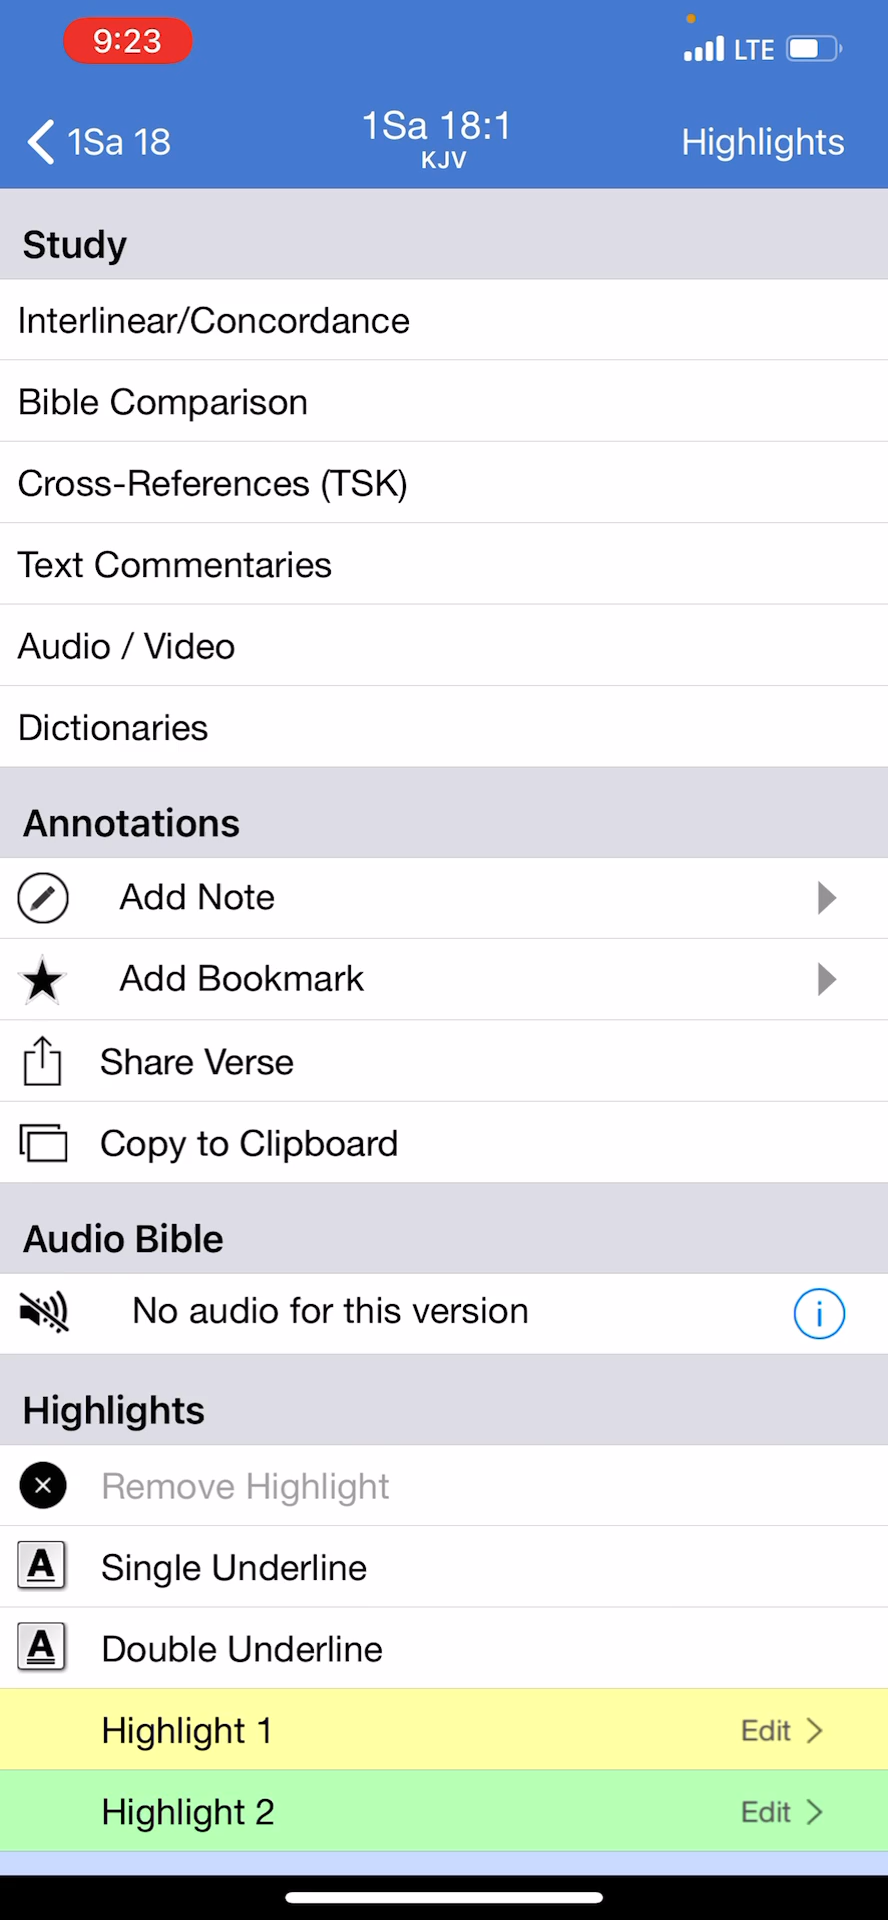 9:23
LTE
1Sa 18
1Sa 18:1
KJV
Highlights
Study
Interlinear/Concordance
Bible Comparison
Cross-References (TSK)
Text Commentaries
Audio / Video
Dictionaries
Annotations
Add Note
Add Bookmark
Share Verse
Copy to Clipboard
Audio Bible
No audio for this version
i
Highlights
Remove Highlight
A Single Underline
A Double Underline
Highlight 1 Edit
Highlight 2 Edit